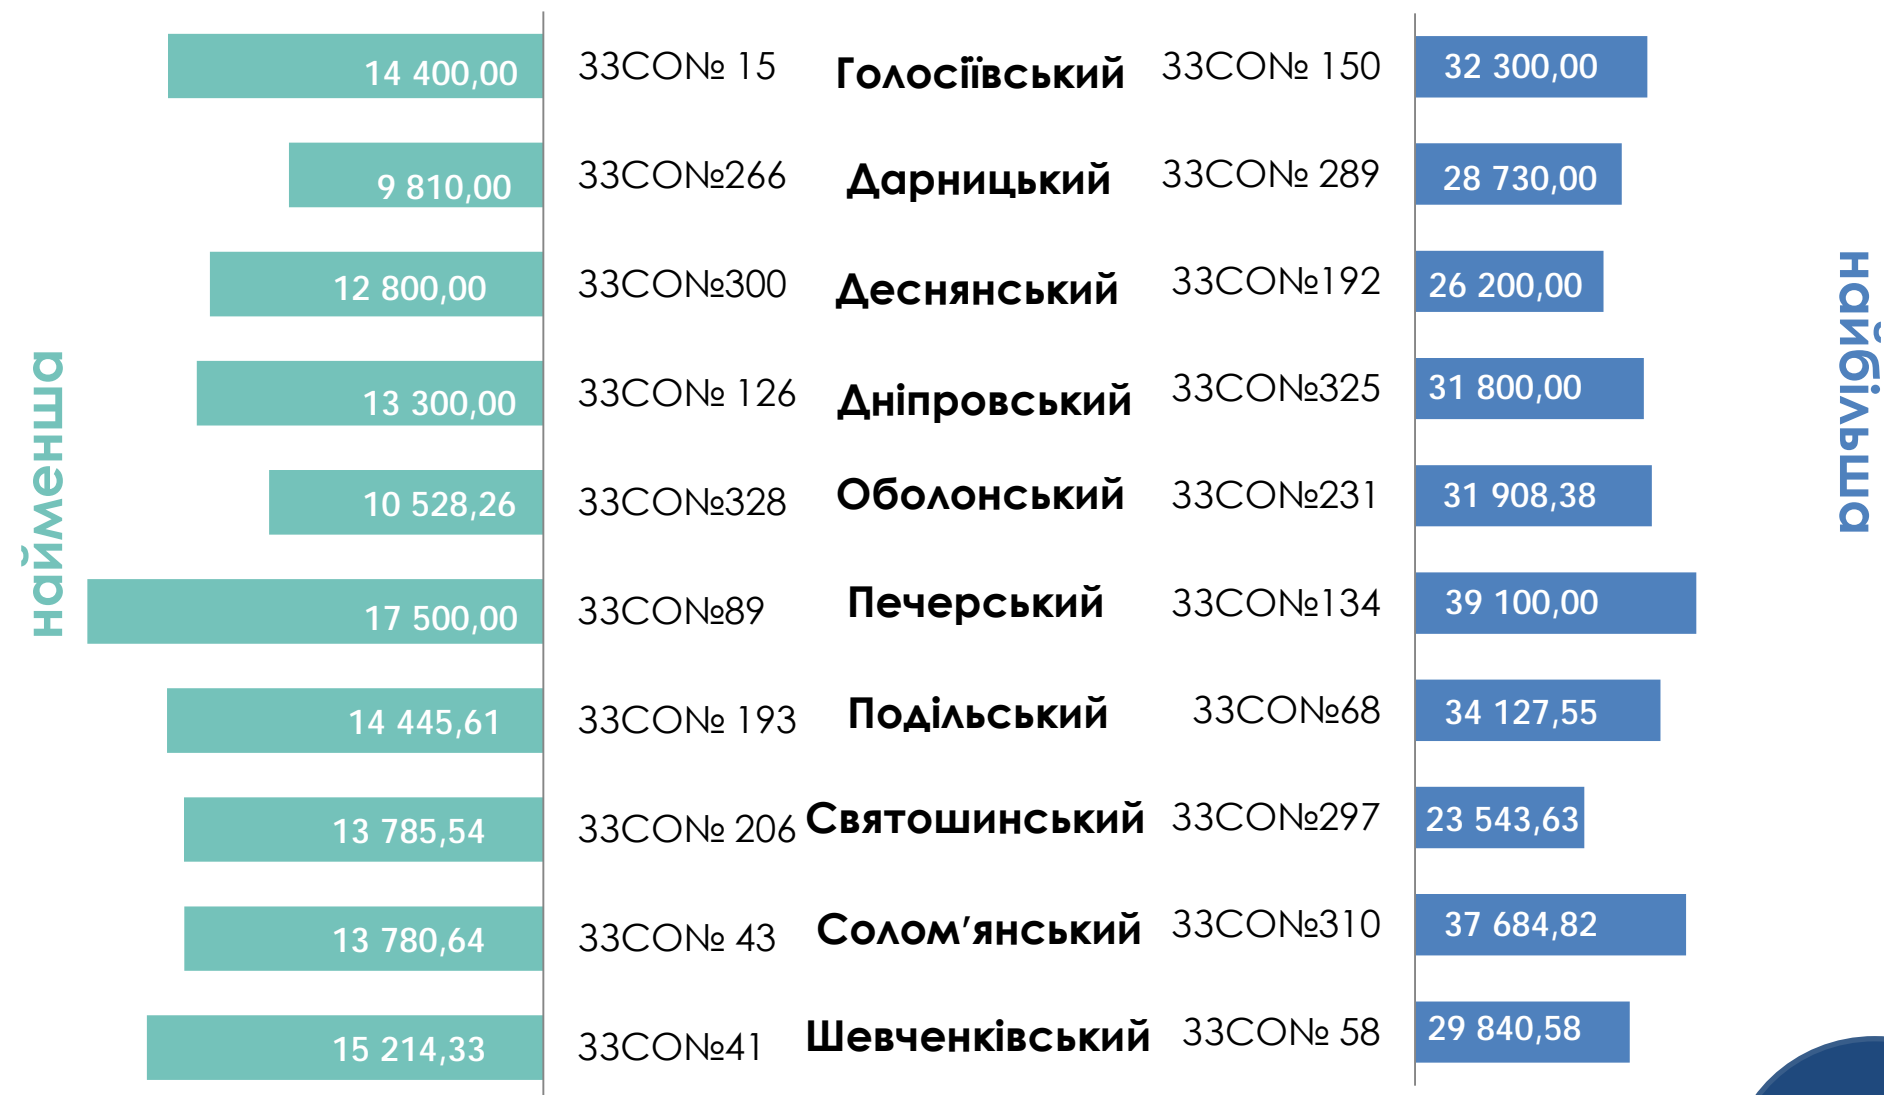 найменша
14 400,00 ЗЗСО№ 15 Голосіївський ЗЗСО№ 150 32 300,00
9 810,00 ЗЗСО№266 Дарницький ЗЗСО№ 289 28 730,00
12 800,00 ЗЗСО№300 Деснянський ЗЗСО№192 26 200,00
13 300,00 ЗЗСО№ 126 Дніпровський ЗЗСО№325 31 800,00
10 528,26 ЗЗСО№328 Оболонський ЗЗСО№231 31 908,38
17 500,00 ЗЗСО№89 Печерський ЗЗСО№134 39 100,00
14 445,61 ЗЗСО№ 193 Подільський ЗЗСО№68 34 127,55
13 785,54 ЗЗСО№ 206 Святошинський ЗЗСО№297 23 543,63
13 780,64 ЗЗСО№ 43 Солом’янський ЗЗСО№310 37 684,82
15 214,33 ЗЗСО№41 Шевченківський ЗЗСО№ 58 29 840,58
найбільша